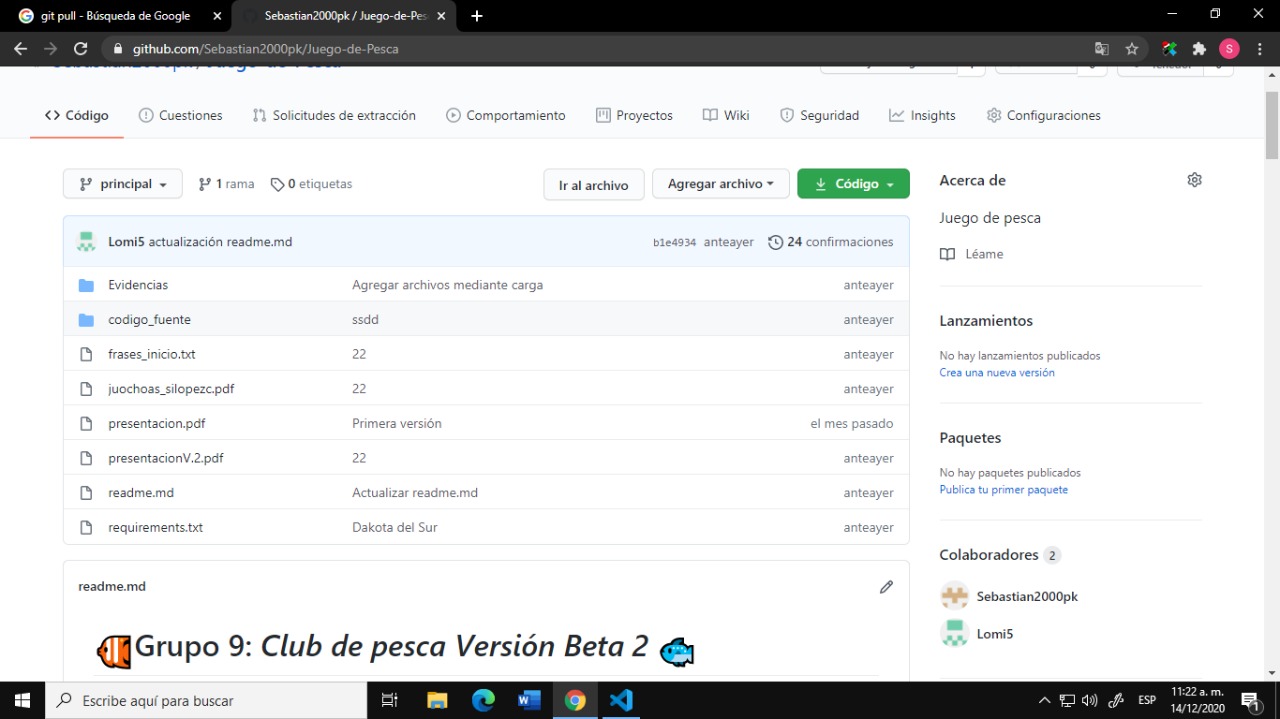 git pull - Búsqueda de Google
Sebastian2000pk / Juego-de-Pes
github.com/Sebastian2000pk/Juego-de-Pesca
S
<> Código
Cuestiones
Solicitudes de extracción
Comportamiento
Proyectos
Wiki
Seguridad
Insights
Configuraciones
principal
1 rama
0 etiquetas
Ir al archivo
Agregar archivo
Código
Lomi5 actualización readme.md
b1e4934 anteayer
24 confirmaciones
Evidencias
Agregar archivos mediante carga
anteayer
codigo_fuente
ssdd
anteayer
frases_inicio.txt
22
anteayer
juochoas_silopezc.pdf
22
anteayer
presentacion.pdf
Primera versión
el mes pasado
presentacionV.2.pdf
22
anteayer
readme.md
Actualizar readme.md
anteayer
requirements.txt
Dakota del Sur
anteayer
readme.md
Grupo 9: Club de pesca Versión Beta 2
Acerca de
Juego de pesca
Léame
Lanzamientos
No hay lanzamientos publicados
Crea una nueva versión
Paquetes
No hay paquetes publicados
Publica tu primer paquete
Colaboradores 2
Sebastian2000pk
Lomi5
Escribe aquí para buscar
ESP
11:22 a. m.
14/12/2020
1